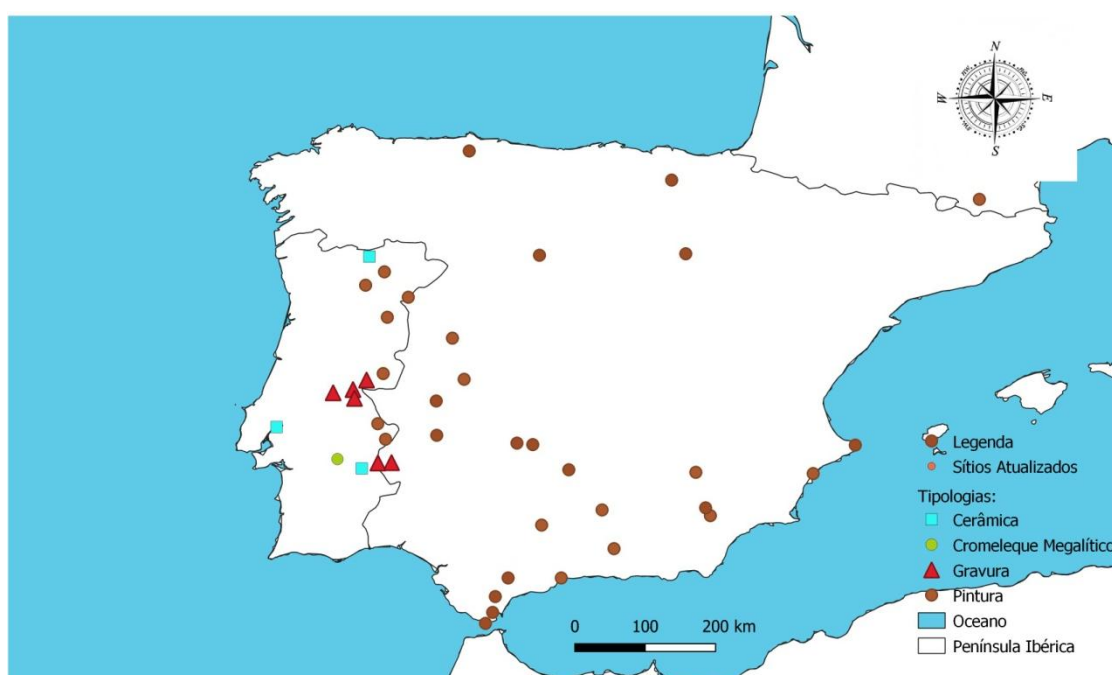 N
W
E
S
Legenda
Sítios Atualizados
Tipologias:
Cerâmica
Cromeleque Megalítico
Gravura
Pintura
Oceano
Península Ibérica
0 100 200 km